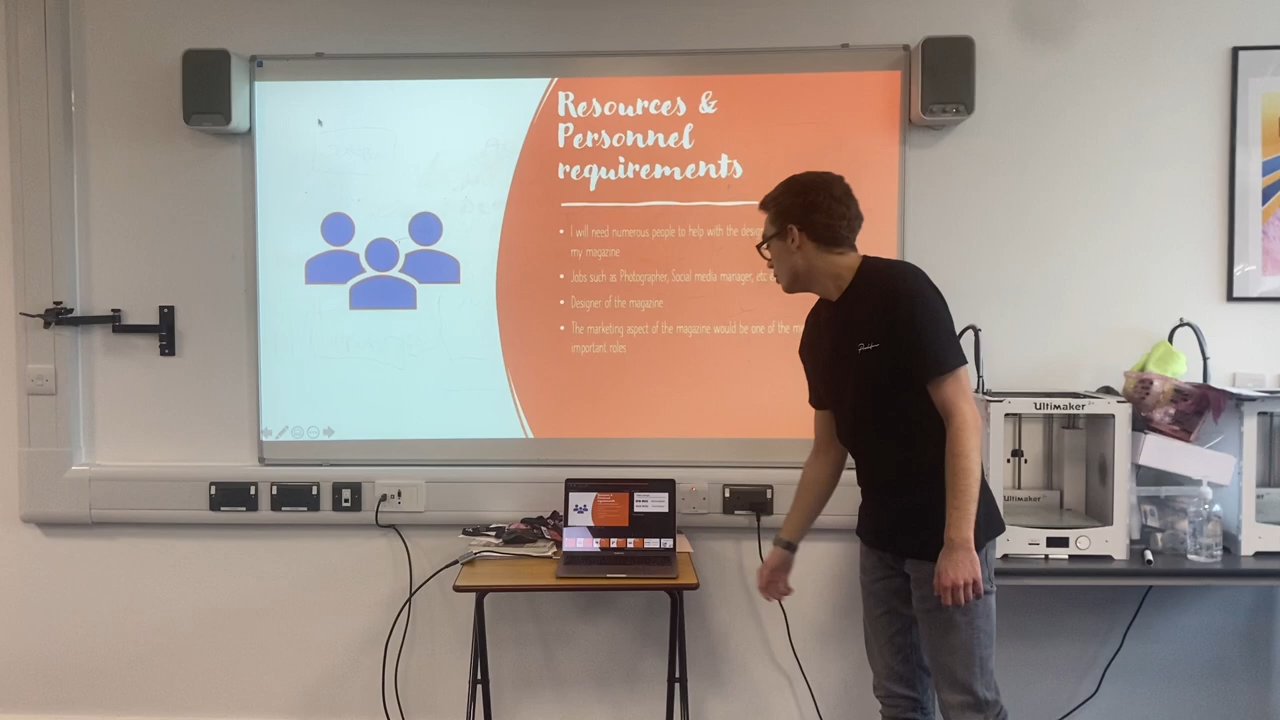 Resources &
Personnel
requirements
• I will need numerous people to help with the
my magazine
• Jobs such as Photographer, Social media manager, etc
• Designer of the magazine
• The marketing aspect of the magazine would be one of the
important roles
Ultimaker
Ultimaker